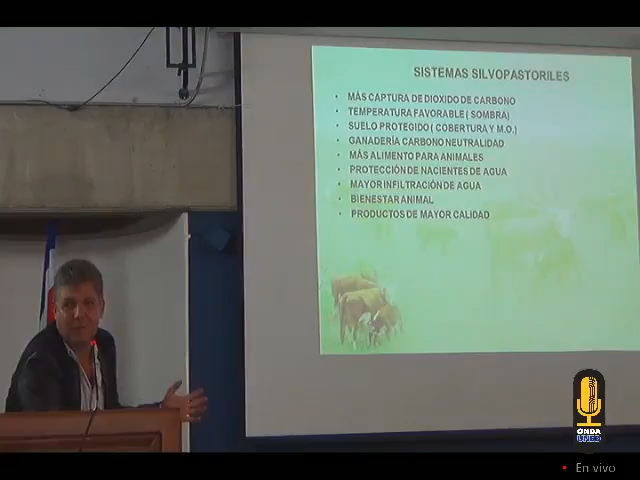 SISTEMAS SILVOPASTORILES
• MÁS CAPTURA DE DIOXIDO DE CARBONO
• TEMPERATURA FAVORABLE ( SOMBRA)
• SUELO PROTEGIDO ( COBERTURA Y M.O.)
• GANADERÍA CARBONO NEUTRALIDAD
• MÁS ALIMENTO PARA ANIMALES
• PROTECCIÓN DE NACIENTES DE AGUA
• MAYOR INFILTRACIÓN DE AGUA
• BIENESTAR ANIMAL
• PRODUCTOS DE MAYOR CALIDAD
ONDA
UNED
• En vivo